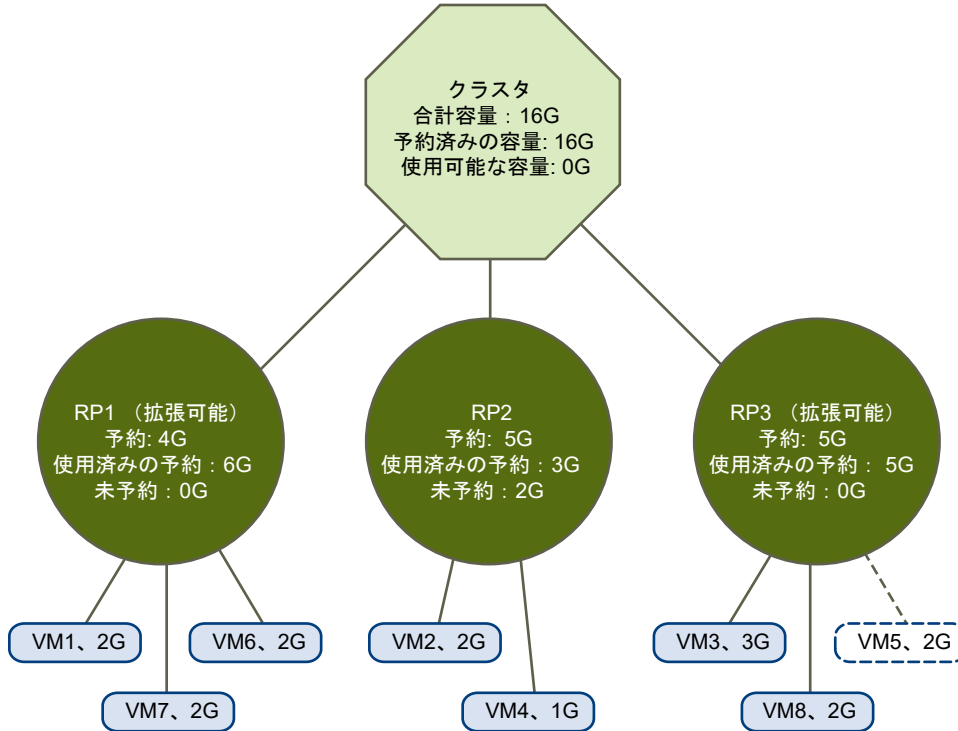 クラスタ
合計容量：16G
予約済みの容量: 16G
使用可能な容量: 0G
RP1 （拡張可能）
予約: 4G
使用済みの予約：6G
未予約：0G
RP2
予約: 5G
使用済みの予約：3G
未予約：2G
RP3 （拡張可能）
予約: 5G
使用済みの予約： 5G
未予約：0G
VM1、2G
VM6、2G
VM2、2G
VM3、3G
VM5、2G
VM7、2G
VM4、1G
VM8、2G